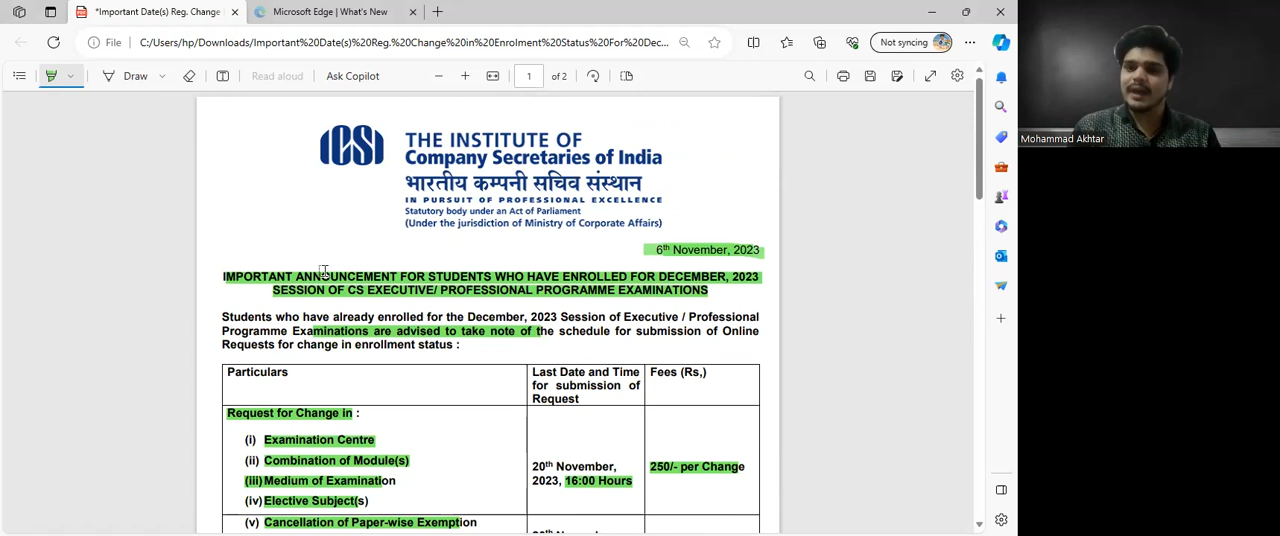 *Important Date(s) Reg. Change
Microsoft Edge | What's New
File
C:/Users/hp/Downloads/Important%20Date(s)%20Reg.%20Change%20in%20Enrolment%20Status%20For%20Dec...
Not syncing
Draw
Read aloud
Ask Copilot
1
of 2
ICSI
THE INSTITUTE OF
Company Secretaries of India
भारतीय कम्पनी सचिव संस्थान
IN PURSUIT OF PROFESSIONAL EXCELLENCE
Statutory body under an Act of Parliament
(Under the jurisdiction of Ministry of Corporate Affairs)
6th November, 2023
IMPORTANT ANNOUNCEMENT FOR STUDENTS WHO HAVE ENROLLED FOR DECEMBER, 2023
SESSION OF CS EXECUTIVE/ PROFESSIONAL PROGRAMME EXAMINATIONS
Students who have already enrolled for the December, 2023 Session of Executive / Professional
Programme Examinations are advised to take note of the schedule for submission of Online
Requests for change in enrollment status :
Particulars
Last Date and Time
for submission of
Request
Fees (Rs,)
Request for Change in :
(i) Examination Centre
(ii) Combination of Module(s)
(iii) Medium of Examination
(iv) Elective Subject(s)
20th November,
2023, 16:00 Hours
250/- per Change
(v) Cancellation of Paper-wise Exemption
Mohammad Akhtar